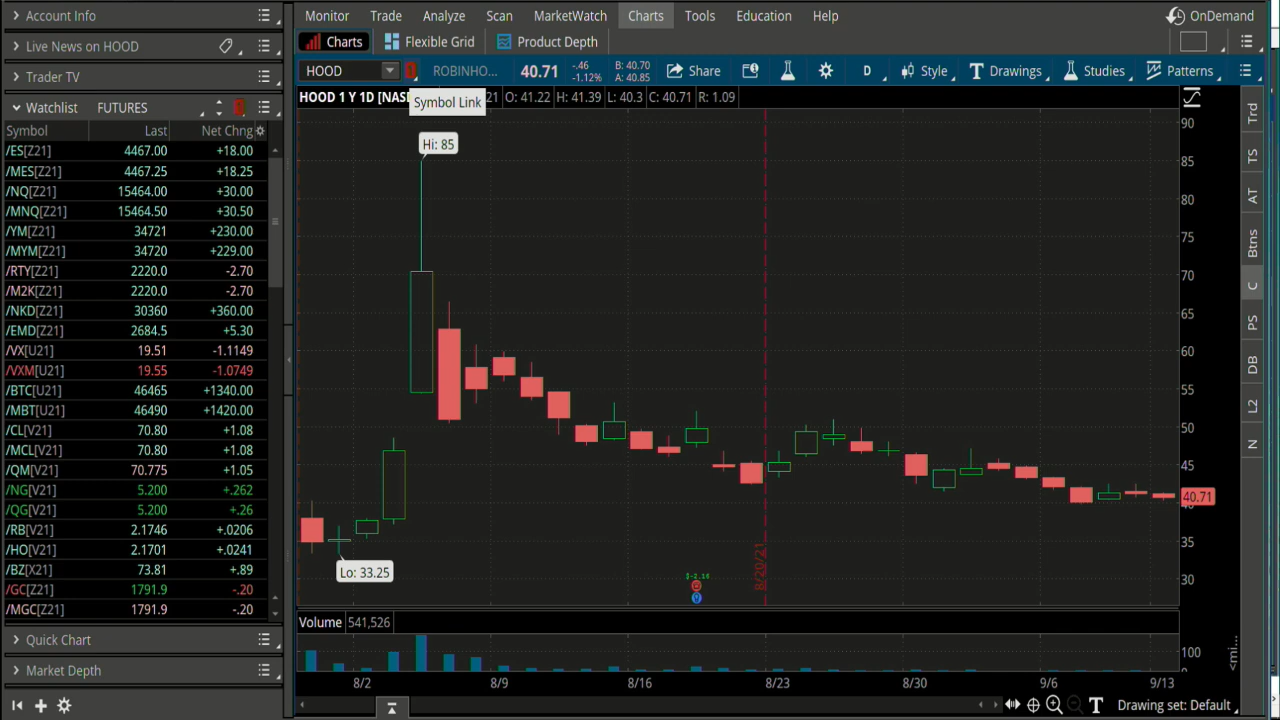 Account Info
Live News on HOOD
Trader TV
Watchlist FUTURES
Symbol Last Net Chng
/ES[Z21] 4467.00 +18.00
/MES[Z21] 4467.25 +18.25
/NQ[Z21] 15464.00 +30.00
/MNQ[Z21] 15464.50 +30.50
/YM[Z21] 34721 +230.00
/MYM[Z21] 34720 +229.00
/RTY[Z21] 2220.0 -2.70
/M2K[Z21] 2220.0 -2.70
/NKD[Z21] 30360 +360.00
/EMD[Z21] 2684.5 +5.30
/VX[U21] 19.51 -1.1149
/VXM[U21] 19.55 -1.0749
/BTC[U21] 46465 +1340.00
/MBT[U21] 46490 +1420.00
/CL[V21] 70.80 +1.08
/MCL[V21] 70.80 +1.08
/QM[V21] 70.775 +1.05
/NG[V21] 5.200 +.262
/QG[V21] 5.200 +.26
/RB[V21] 2.1746 +.0206
/HO[V21] 2.1701 +.0241
/BZ[X21] 73.81 +.89
/GC[Z21] 1791.9 -.20
/MGC[Z21] 1791.9 -.20
Quick Chart
Market Depth
Monitor Trade Analyze Scan MarketWatch Charts Tools Education Help OnDemand
Charts Flexible Grid Product Depth
HOOD 1 ROBINHO... 40.71 -.46 -1.12% B: 40.70 A: 40.85 Share D Style Drawings Studies Patterns
HOOD 1 Y 1D [NAS 21 O: 41.22 H: 41.39 L: 40.3 C: 40.71 R: 1.09
Symbol Link
Hi: 85
Lo: 33.25
8/20/21
$-2.16
90
85
80
75
70
65
60
55
50
45
40.71
40
35
30
Volume 541,526
100
0
<mi...
8/2 8/9 8/16 8/23 8/30 9/6 9/13
Drawing set: Default
Trd
TS
AT
Btns
C
PS
DB
L2
N